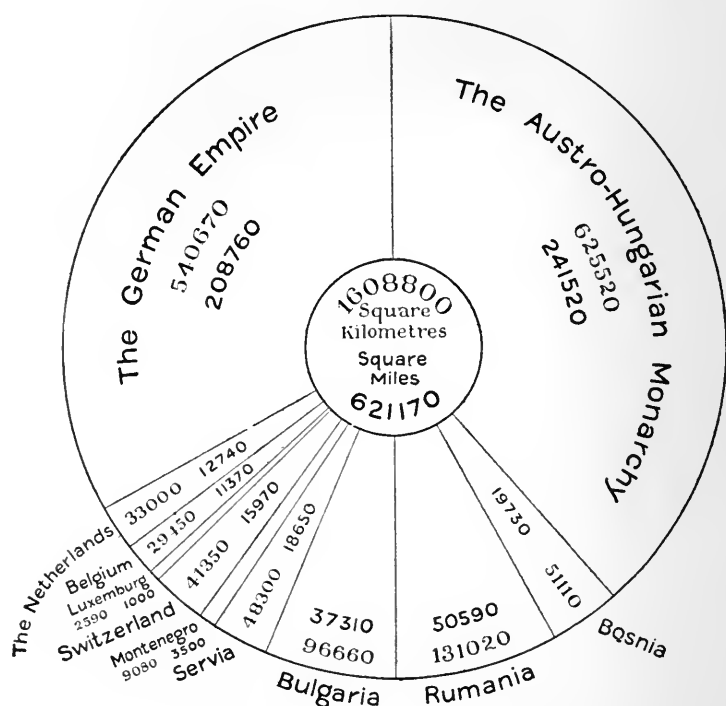 The German Empire
540670
208760
The Austro-Hungarian Monarchy
625520
241520
1608800
Square
Kilometres
Square
Miles
621170
33000 12740
The Netherlands
29450 11370
Belgium
Luxemburg
2590 1000
41350 15970
Switzerland
Montenegro
9080 3500
48300 18650
Servia
37310
96660
Bulgaria
50590
131020
Rumania
19730
51110
Bosnia